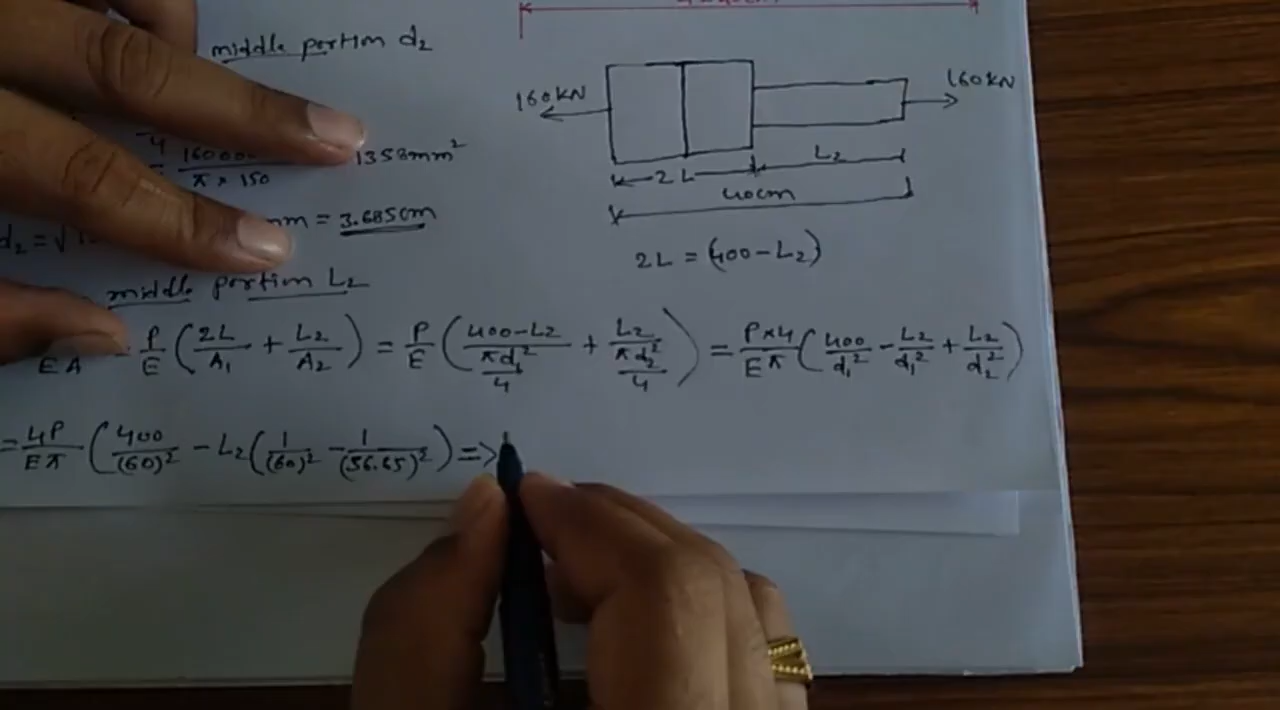 middle portion d₂
160kN
160kN
π × 150
1358mm²
2L
L₂
40cm
mm = 3.685cm
d₂ = √
2L = (400 - L₂)
middle portion L₂
EA = P/E (2L/A₁ + L₂/A₂) = P/E ((400-L₂)/(πd₁²/4) + L₂/(πd₂²/4)) = P×4/Eπ (400/d₁² - L₂/d₁² + L₂/d₂²)
= 4P/Eπ (400/(60)² - L₂ (1/(60)² - 1/(36.65)²) =>